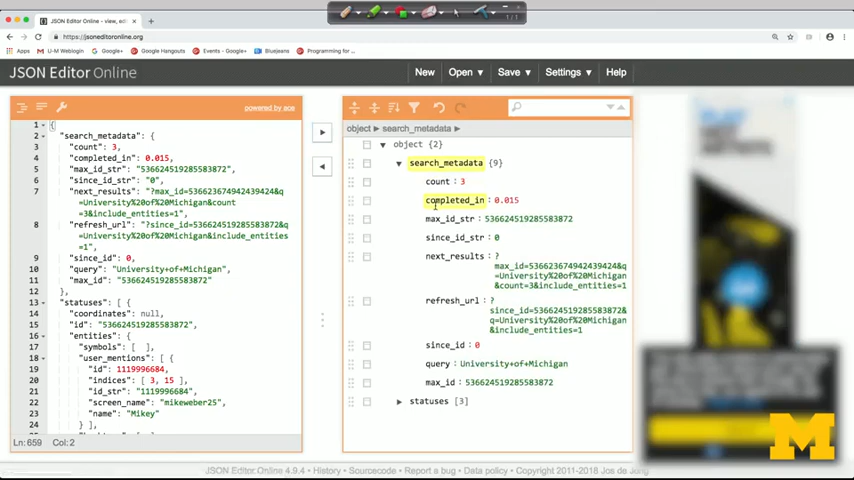 1/1
JSON Editor Online - view, edi
https://jsoneditoronline.org
Apps U-M Weblogin Google Google Hangouts Events - Google+ BlueJeans Programming for ...
JSON Editor Online
New Open ▾ Save ▾ Settings ▾ Help
powered by ace
1 {
2 "search_metadata": {
3 "count": 3,
4 "completed_in": 0.015,
5 "max_id_str": "536624519285583872",
6 "since_id_str": "0",
7 "next_results": "?max_id=536623674942439424&q
=University%20of%20Michigan&count
=3&include_entities=1",
8 "refresh_url": "?since_id=536624519285583872&
q=University%20of%20Michigan&include_entities
=1",
9 "since_id": 0,
10 "query": "University+of+Michigan",
11 "max_id": "536624519285583872"
12 },
13 "statuses": [ {
14 "coordinates": null,
15 "id": "536624519285583872",
16 "entities": {
17 "symbols": [ ],
18 "user_mentions": [ {
19 "id": 1119996684,
20 "indices": [ 3, 15 ],
21 "id_str": "1119996684",
22 "screen_name": "mikeweber25",
23 "name": "Mikey"
24 } ],
Ln: 659 Col: 2
object ► search_metadata ►
object {2}
search_metadata {9}
count : 3
completed_in : 0.015
max_id_str : 536624519285583872
since_id_str : 0
next_results : ?
max_id=536623674942439424&q
=University%20of%20Michigan
&count=3&include_entities=1
refresh_url : ?
since_id=536624519285583872&
q=University%20of%20Michigan
&include_entities=1
since_id : 0
query : University+of+Michigan
max_id : 536624519285583872
statuses [3]
M
JSON Editor Online 4.9.4 • History • Sourcecode • Report a bug • Data policy • Copyright 2011-2018 Jos de Jong